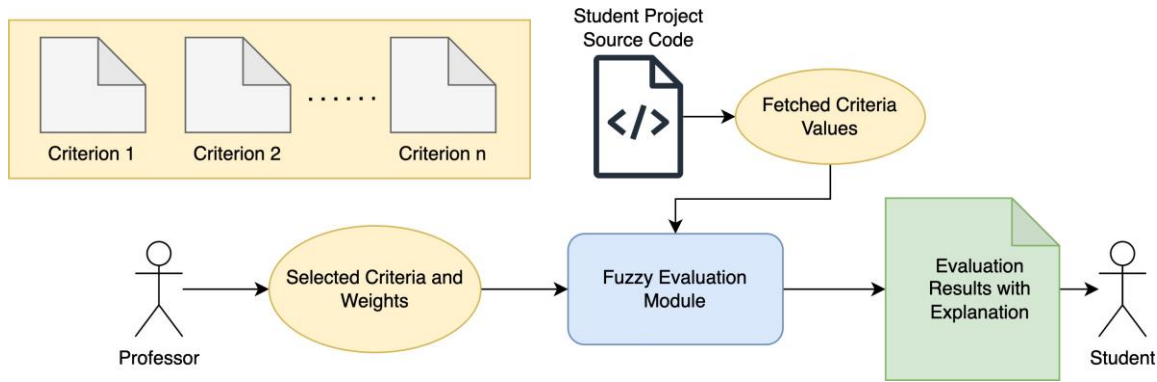 Student Project
Source Code
Criterion 1
Criterion 2
......
Criterion n
</>
Fetched Criteria
Values
Professor
Selected Criteria and
Weights
Fuzzy Evaluation
Module
Evaluation
Results with
Explanation
Student